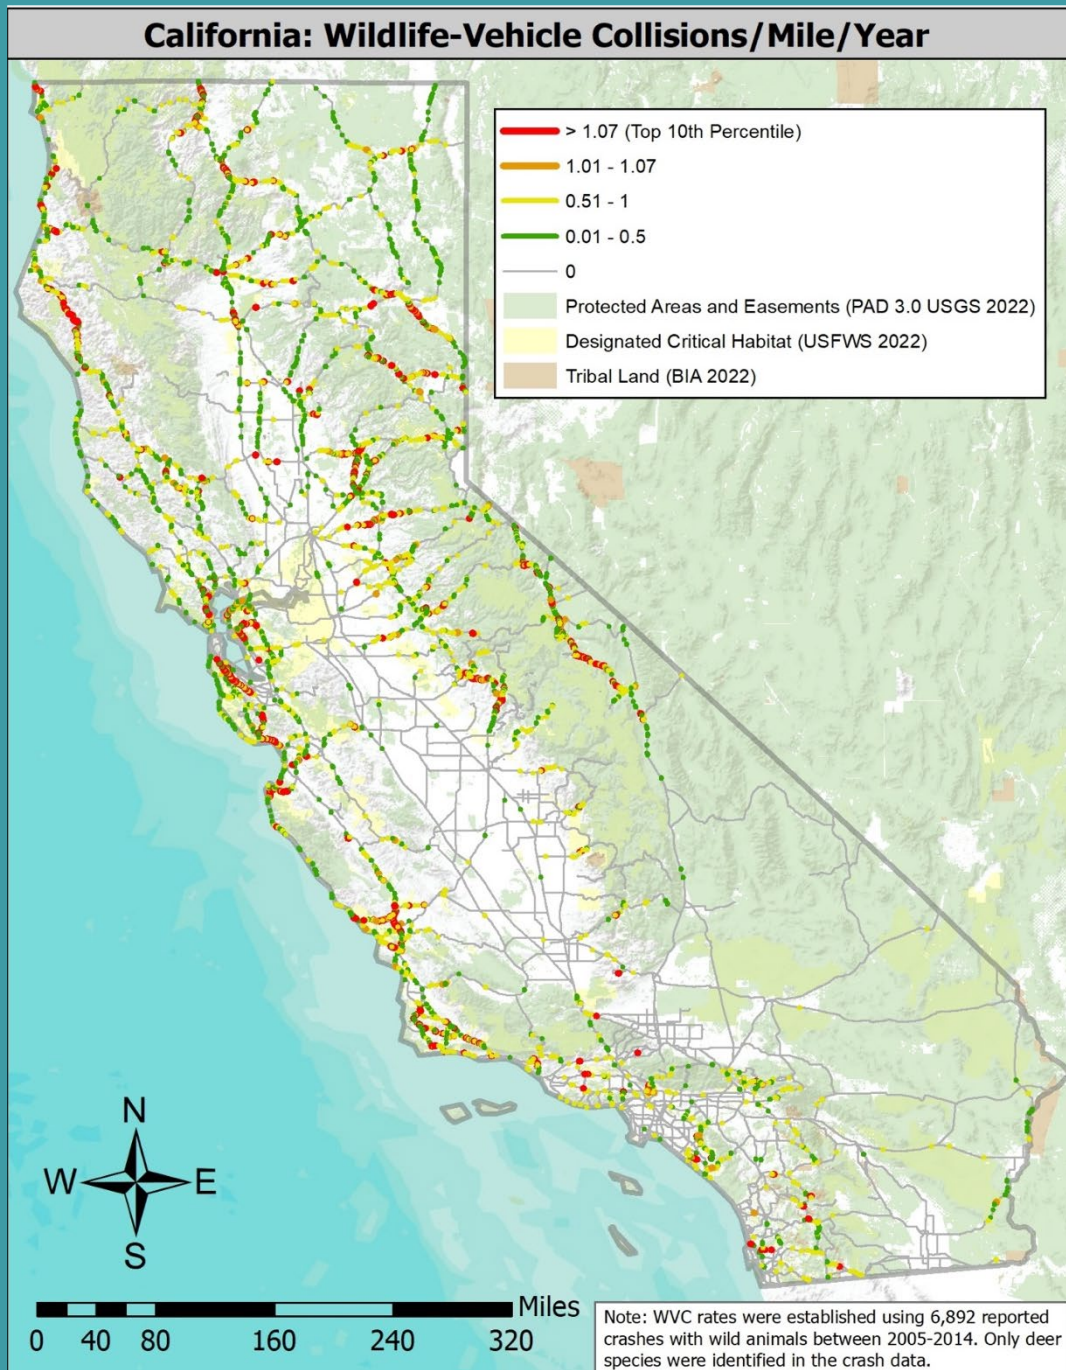 California: Wildlife-Vehicle Collisions/Mile/Year
> 1.07 (Top 10th Percentile)
1.01 - 1.07
0.51 - 1
0.01 - 0.5
0
Protected Areas and Easements (PAD 3.0 USGS 2022)
Designated Critical Habitat (USFWS 2022)
Tribal Land (BIA 2022)
N
W E
S
Miles
0 40 80 160 240 320
Note: WVC rates were established using 6,892 reported
crashes with wild animals between 2005-2014. Only deer
species were identified in the crash data.